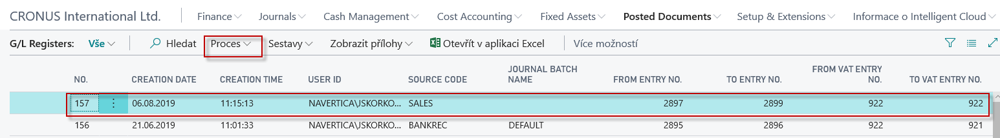 CRONUS International Ltd. Finance Journals Cash Management Cost Accounting Fixed Assets Posted Documents Setup & Extensions Informace o Intelligent Cloud
G/L Registers: Vše Hledat Proces Sestavy Zobrazit přílohy Otevřít v aplikaci Excel Více možností
NO. CREATION DATE CREATION TIME USER ID SOURCE CODE JOURNAL BATCH NAME FROM ENTRY NO. TO ENTRY NO. FROM VAT ENTRY NO. TO VAT ENTRY NO.
157 06.08.2019 11:15:13 NAVERTICA\JSKORKO... SALES 2897 2899 922 922
156 21.06.2019 11:01:33 NAVERTICA\JSKORKO... BANKREC DEFAULT 2895 2896 922 921